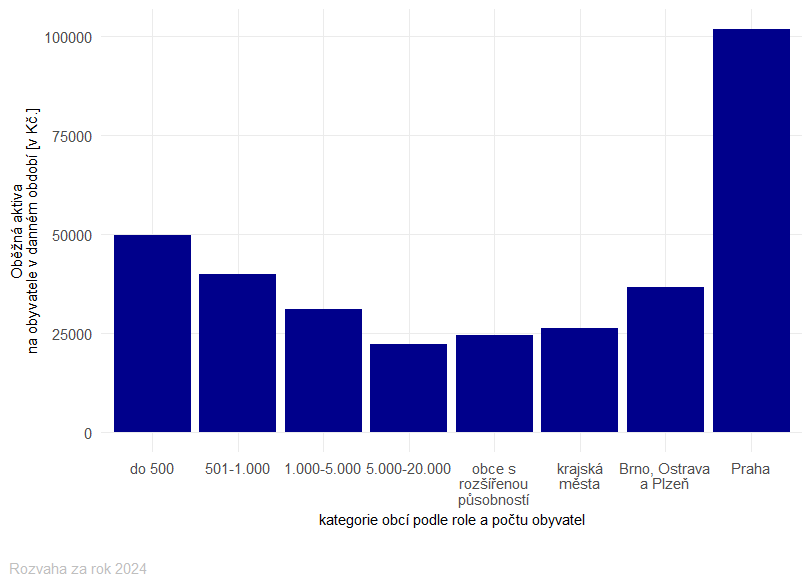 100000
75000
50000
25000
0
Oběžná aktiva
na obyvatele v danném období [v Kč.]
do 500
501-1.000
1.000-5.000
5.000-20.000
obce s
rozšířenou
působností
krajská
města
Brno, Ostrava
a Plzeň
Praha
kategorie obcí podle role a počtu obyvatel
Rozvaha za rok 2024